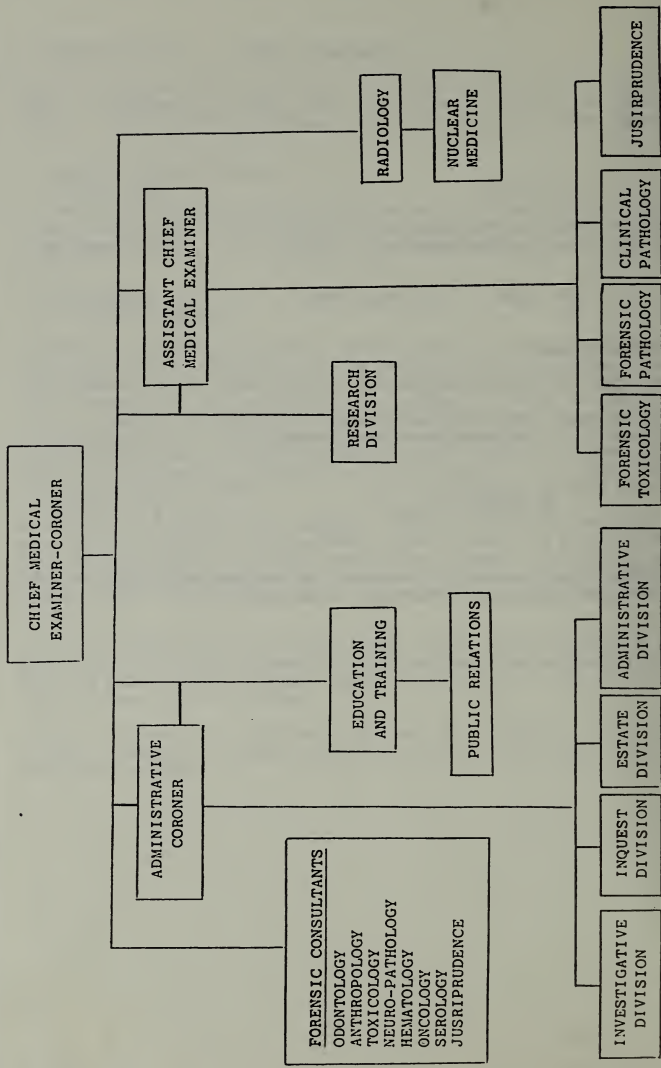 CHIEF MEDICAL
EXAMINER-CORONER
ADMINISTRATIVE
CORONER
ASSISTANT CHIEF
MEDICAL EXAMINER
FORENSIC CONSULTANTS
ODONTOLOGY
ANTHROPOLOGY
TOXICOLOGY
NEURO-PATHOLOGY
HEMATOLOGY
ONCOLOGY
SEROLOGY
JUSRIPRUDENCE
EDUCATION
AND TRAINING
PUBLIC RELATIONS
RESEARCH
DIVISION
RADIOLOGY
NUCLEAR
MEDICINE
INVESTIGATIVE
DIVISION
INQUEST
DIVISION
ESTATE
DIVISION
ADMINISTRATIVE
DIVISION
FORENSIC
TOXICOLOGY
FORENSIC
PATHOLOGY
CLINICAL
PATHOLOGY
JUSIRPRUDENCE